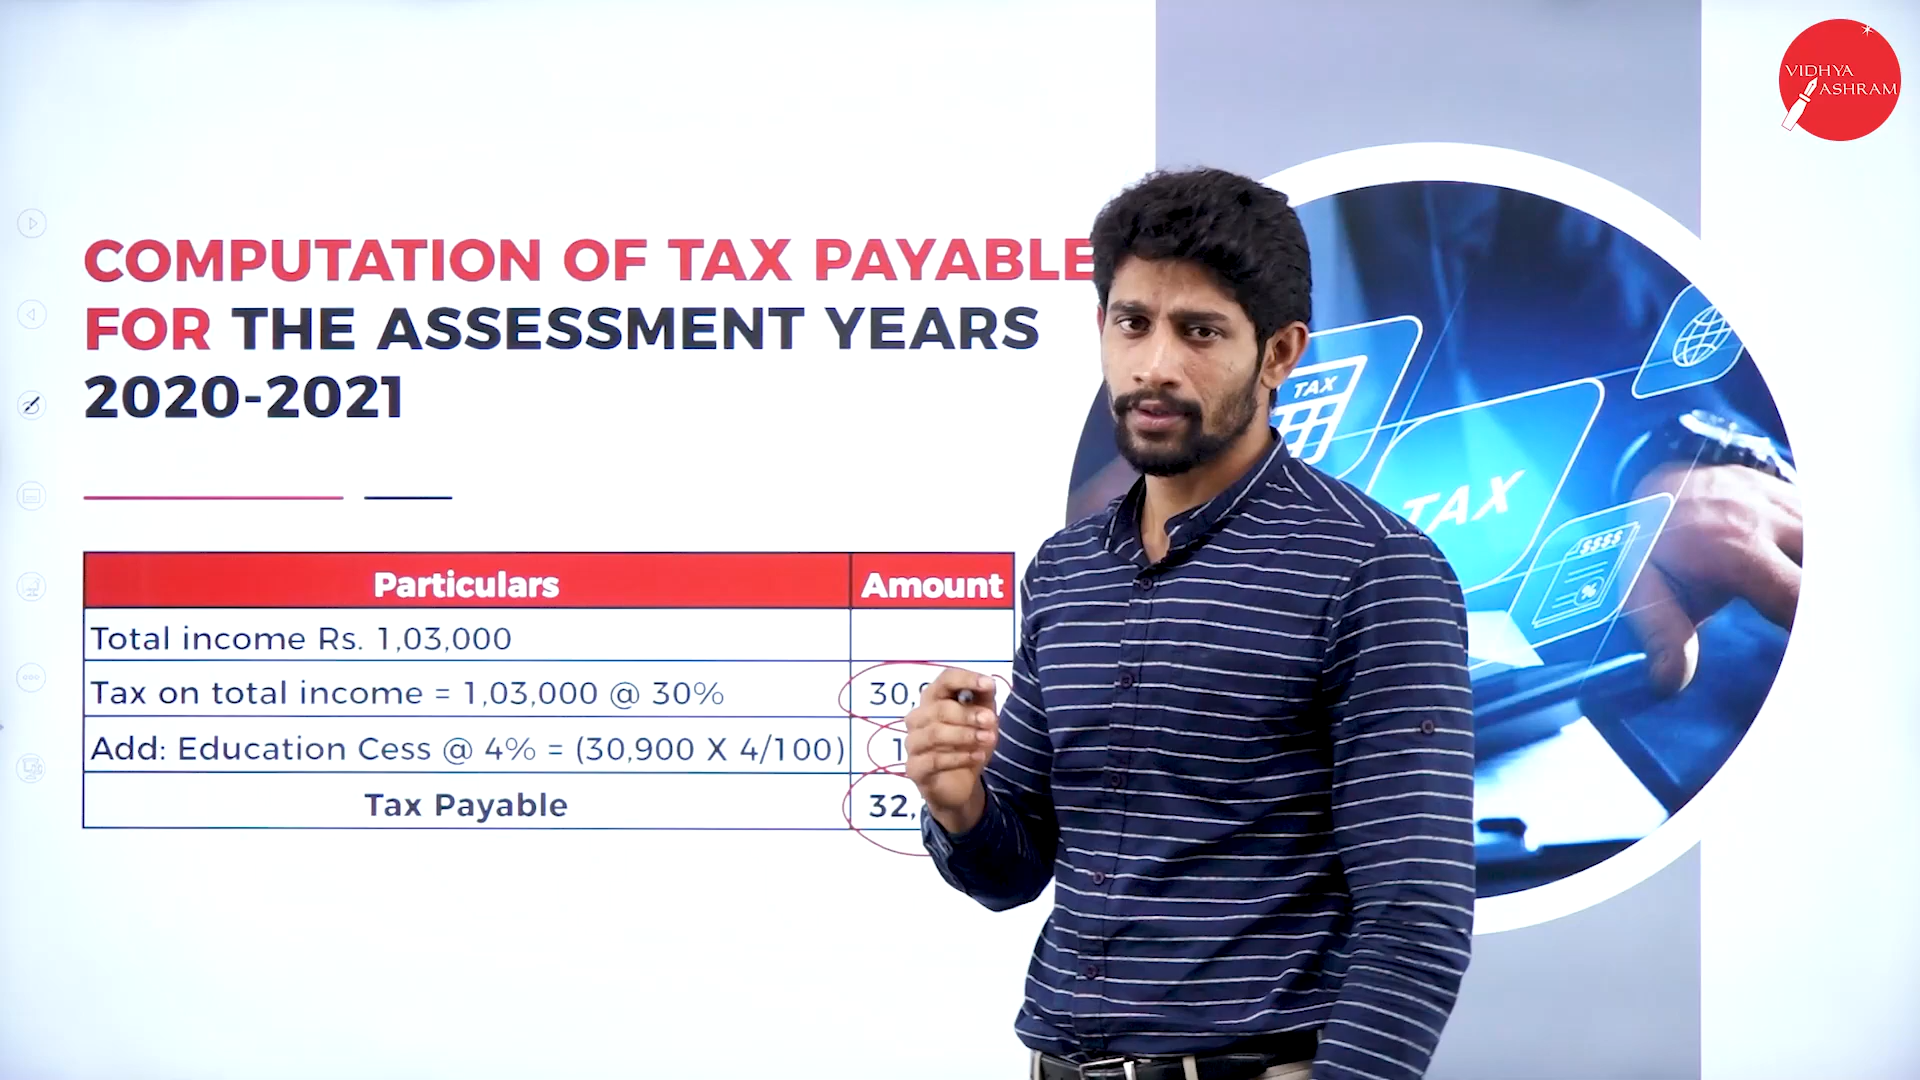 VIDHYA
ASHRAM
COMPUTATION OF TAX PAYABLE
FOR THE ASSESSMENT YEARS
2020-2021
TAX
TAX
$$$$
%
Particulars Amount
Total income Rs. 1,03,000
Tax on total income = 1,03,000 @ 30%
Add: Education Cess @ 4% = (30,900 X 4/100)
Tax Payable